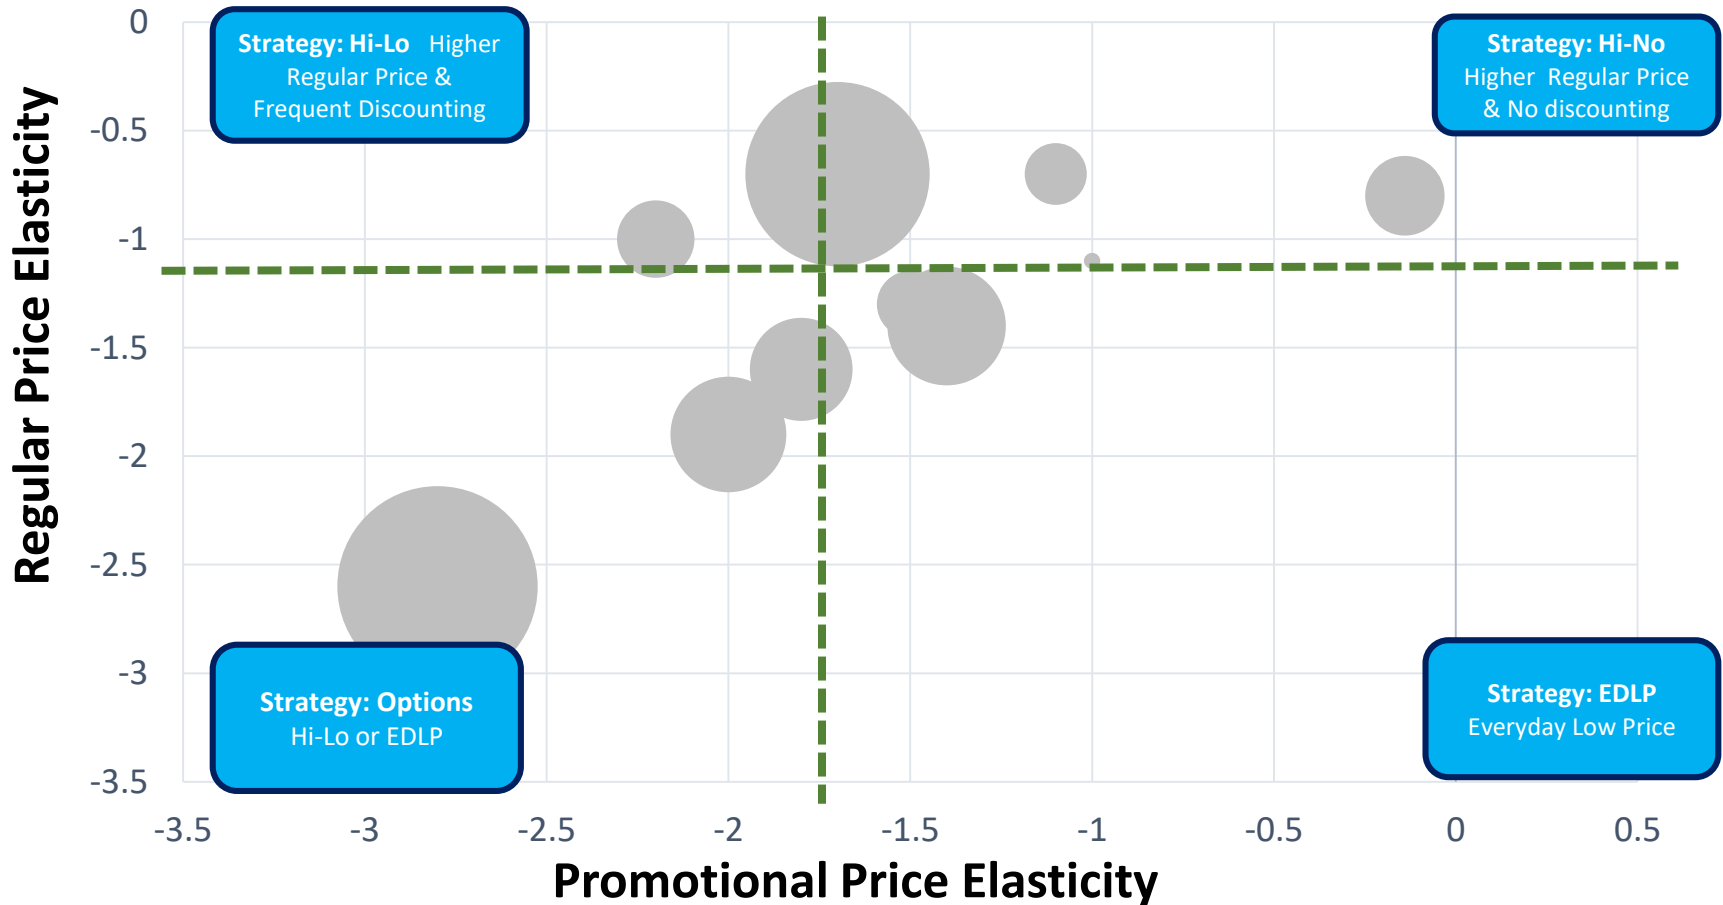 Regular Price Elasticity
0
-0.5
-1
-1.5
-2
-2.5
-3
-3.5
Strategy: Hi-Lo Higher
Regular Price &
Frequent Discounting
Strategy: Hi-No
Higher Regular Price
& No discounting
Strategy: Options
Hi-Lo or EDLP
Strategy: EDLP
Everyday Low Price
-3.5
-3
-2.5
-2
-1.5
-1
-0.5
0
0.5
Promotional Price Elasticity